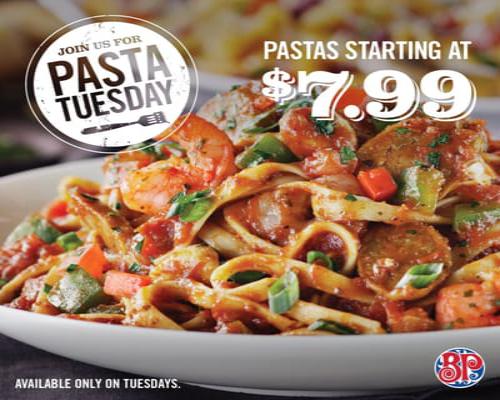 JOIN US FOR
PASTA
TUESDAY
PASTAS STARTING AT
$7.99
AVAILABLE ONLY ON TUESDAYS.
BP